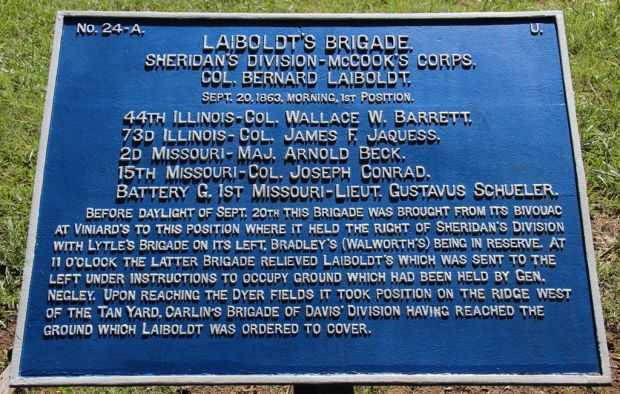 No. 24-A. U.
LAIBOLDT'S BRIGADE.
SHERIDAN'S DIVISION-McCOOK'S CORPS.
COL. BERNARD LAIBOLDT.
SEPT. 20, 1863, MORNING, 1ST POSITION.
44TH ILLINOIS-COL. WALLACE W. BARRETT.
73D ILLINOIS-COL. JAMES F. JAQUESS.
2D MISSOURI-MAJ. ARNOLD BECK.
15TH MISSOURI-COL. JOSEPH CONRAD.
BATTERY G, 1ST MISSOURI-LIEUT. GUSTAVUS SCHUELER.
BEFORE DAYLIGHT OF SEPT. 20TH THIS BRIGADE WAS BROUGHT FROM ITS BIVOUAC
AT VINIARD'S TO THIS POSITION WHERE IT HELD THE RIGHT OF SHERIDAN'S DIVISION
WITH LYTLE'S BRIGADE ON ITS LEFT, BRADLEY'S (WALWORTH'S) BEING IN RESERVE. AT
11 O'CLOCK THE LATTER BRIGADE RELIEVED LAIBOLDT'S WHICH WAS SENT TO THE
LEFT UNDER INSTRUCTIONS TO OCCUPY GROUND WHICH HAD BEEN HELD BY GEN.
NEGLEY. UPON REACHING THE DYER FIELDS IT TOOK POSITION ON THE RIDGE WEST
OF THE TAN YARD, CARLIN'S BRIGADE OF DAVIS' DIVISION HAVING REACHED THE
GROUND WHICH LAIBOLDT WAS ORDERED TO COVER.